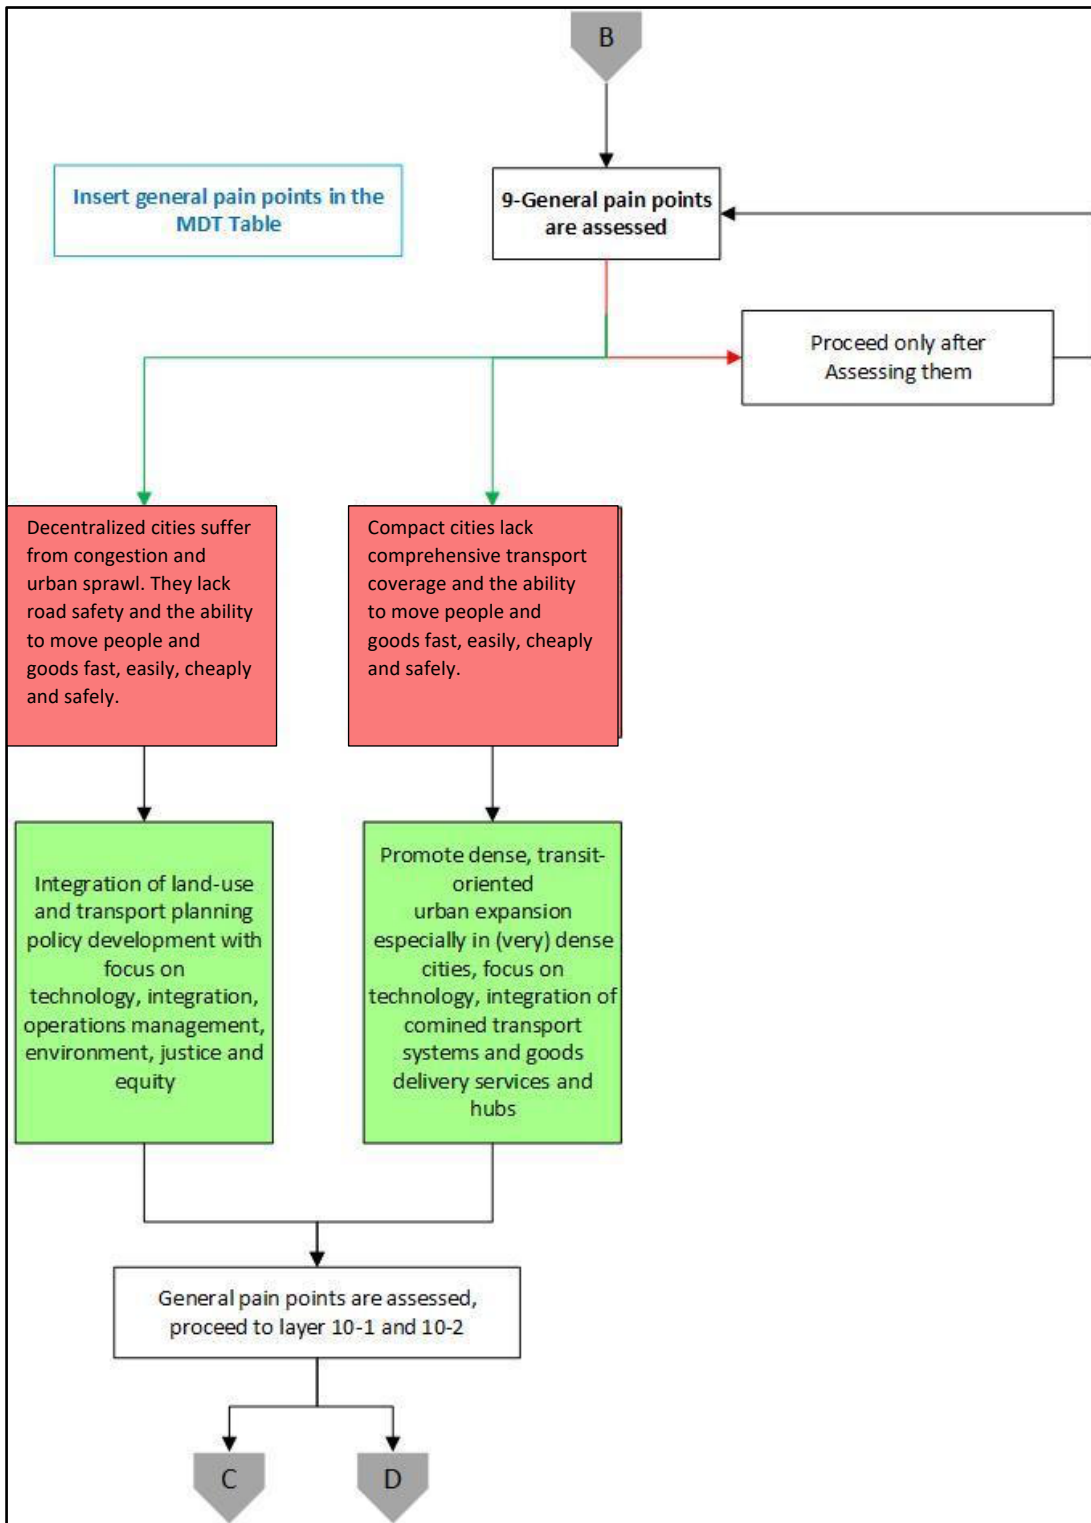 B
Insert general pain points in the
MDT Table
9-General pain points
are assessed
Proceed only after
Assessing them
Decentralized cities suffer
from congestion and
urban sprawl. They lack
road safety and the ability
to move people and
goods fast, easily, cheaply
and safely.
Compact cities lack
comprehensive transport
coverage and the ability
to move people and
goods fast, easily, cheaply
and safely.
Integration of land-use
and transport planning
policy development with
focus on
technology, integration,
operations management,
environment, justice and
equity
Promote dense, transit-
oriented
urban expansion
especially in (very) dense
cities, focus on
technology, integration of
comined transport
systems and goods
delivery services and
hubs
General pain points are assessed,
proceed to layer 10-1 and 10-2
C
D